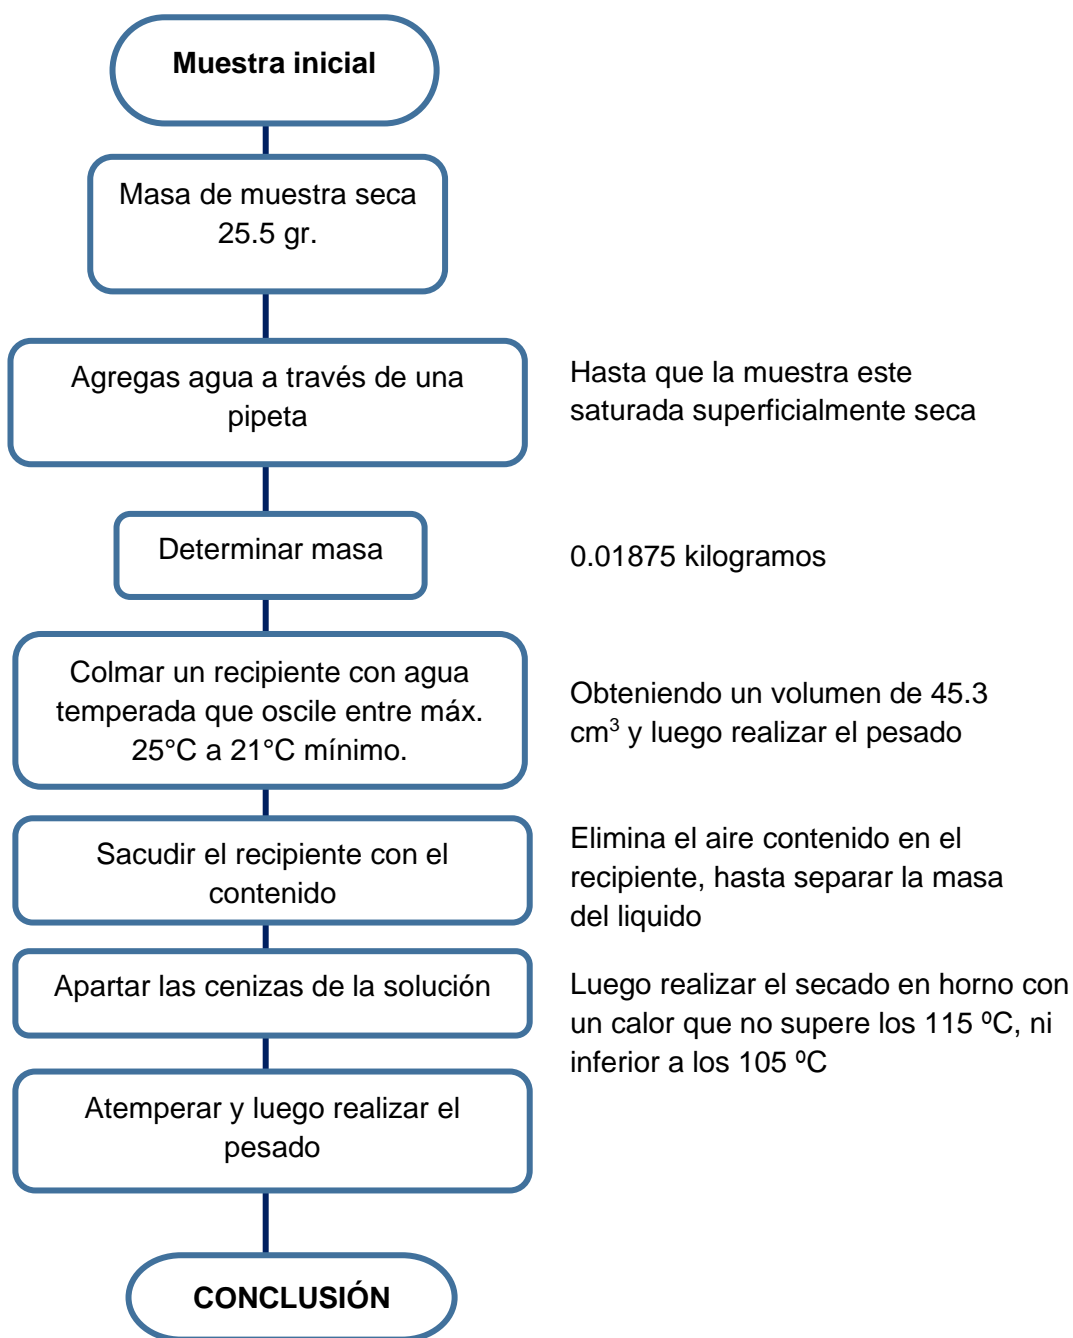 Muestra inicial
Masa de muestra seca
25.5 gr.
Agregas agua a través de una
pipeta
Hasta que la muestra este
saturada superficialmente seca
Determinar masa
0.01875 kilogramos
Colmar un recipiente con agua
temperada que oscile entre máx.
25°C a 21°C mínimo.
Obteniendo un volumen de 45.3
cm³ y luego realizar el pesado
Sacudir el recipiente con el
contenido
Elimina el aire contenido en el
recipiente, hasta separar la masa
del liquido
Apartar las cenizas de la solución
Luego realizar el secado en horno con
un calor que no supere los 115 ºC, ni
inferior a los 105 ºC
Atemperar y luego realizar el
pesado
CONCLUSIÓN